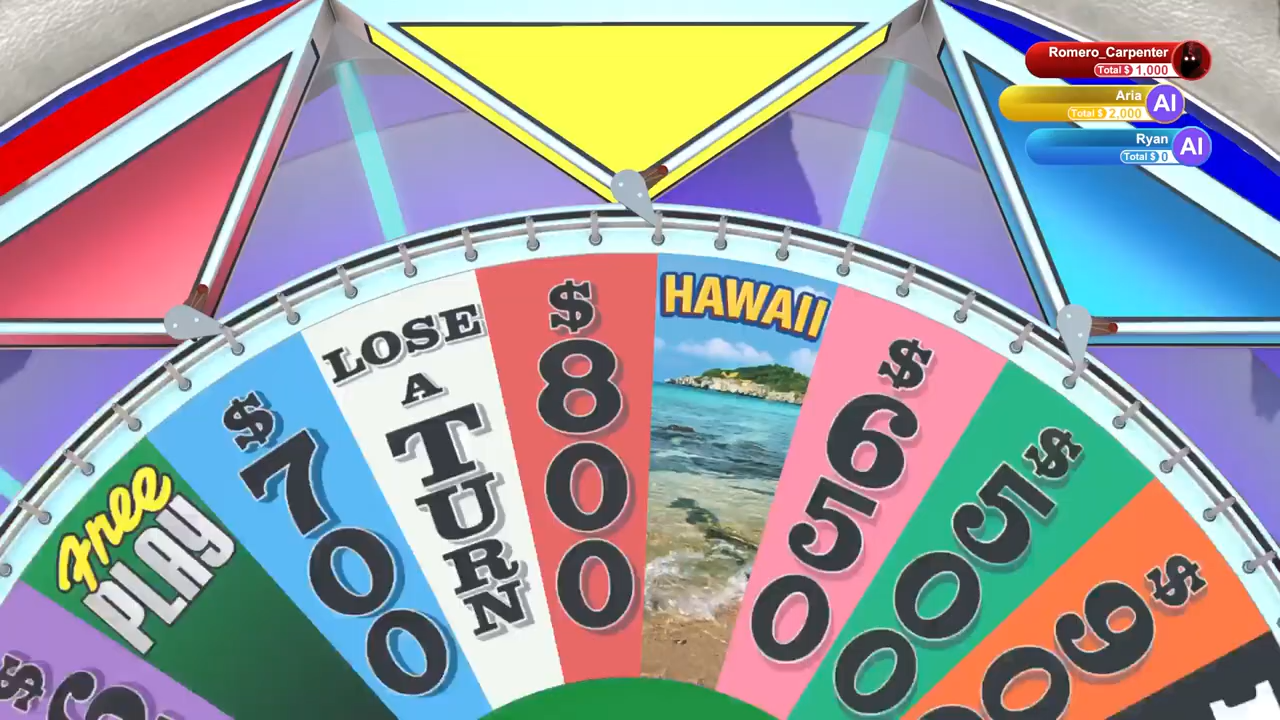 Romero_Carpenter
Total $ 1,000
Aria
AI
Total $ 2,000
Ryan
AI
Total $ 0
Free
PLAY
$700
LOSE
A
TURN
$800
HAWAII
$650
$500
$